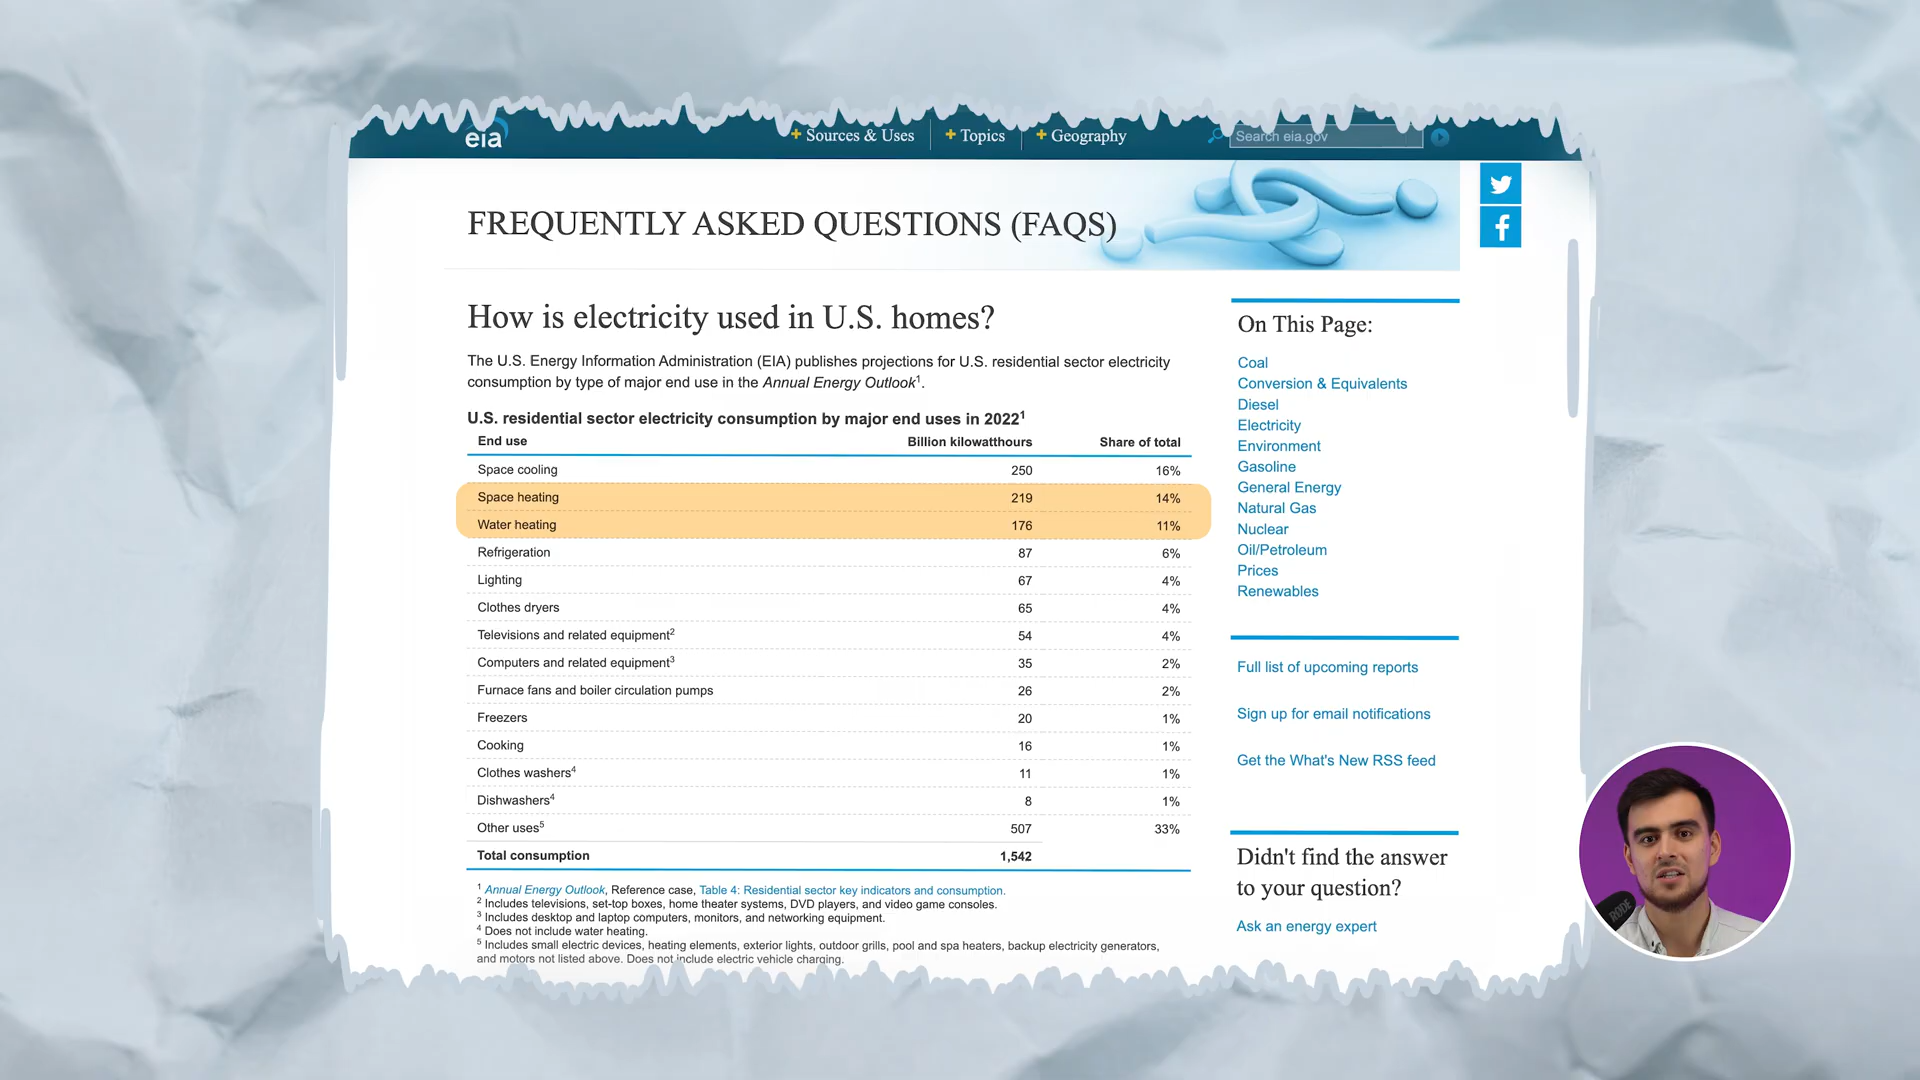 eia
+ Sources & Uses
+ Topics
+ Geography
Search eia.gov
FREQUENTLY ASKED QUESTIONS (FAQS)
How is electricity used in U.S. homes?
The U.S. Energy Information Administration (EIA) publishes projections for U.S. residential sector electricity
consumption by type of major end use in the Annual Energy Outlook¹.
U.S. residential sector electricity consumption by major end uses in 2022¹
End use Billion kilowatthours Share of total
Space cooling 250 16%
Space heating 219 14%
Water heating 176 11%
Refrigeration 87 6%
Lighting 67 4%
Clothes dryers 65 4%
Televisions and related equipment² 54 4%
Computers and related equipment³ 35 2%
Furnace fans and boiler circulation pumps 26 2%
Freezers 20 1%
Cooking 16 1%
Clothes washers⁴ 11 1%
Dishwashers⁴ 8 1%
Other uses⁵ 507 33%
Total consumption 1,542
¹ Annual Energy Outlook, Reference case, Table 4: Residential sector key indicators and consumption.
² Includes televisions, set-top boxes, home theater systems, DVD players, and video game consoles.
³ Includes desktop and laptop computers, monitors, and networking equipment.
⁴ Does not include water heating.
⁵ Includes small electric devices, heating elements, exterior lights, outdoor grills, pool and spa heaters, backup electricity generators,
and motors not listed above. Does not include electric vehicle charging.
On This Page:
Coal
Conversion & Equivalents
Diesel
Electricity
Environment
Gasoline
General Energy
Natural Gas
Nuclear
Oil/Petroleum
Prices
Renewables
Full list of upcoming reports
Sign up for email notifications
Get the What's New RSS feed
Didn't find the answer
to your question?
Ask an energy expert
RODE